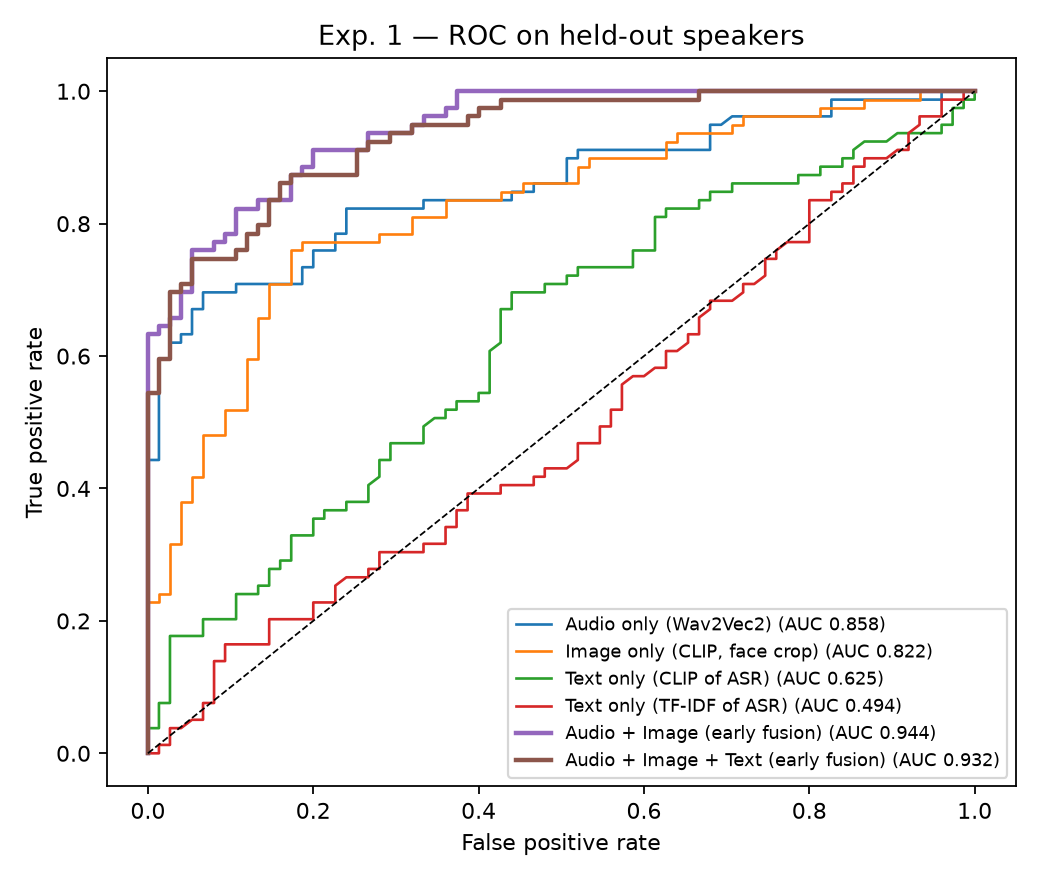 Exp. 1 — ROC on held-out speakers
True positive rate
1.0
0.8
0.6
0.4
0.2
0.0
Audio only (Wav2Vec2) (AUC 0.858)
Image only (CLIP, face crop) (AUC 0.822)
Text only (CLIP of ASR) (AUC 0.625)
Text only (TF-IDF of ASR) (AUC 0.494)
Audio + Image (early fusion) (AUC 0.944)
Audio + Image + Text (early fusion) (AUC 0.932)
0.0 0.2 0.4 0.6 0.8 1.0
False positive rate